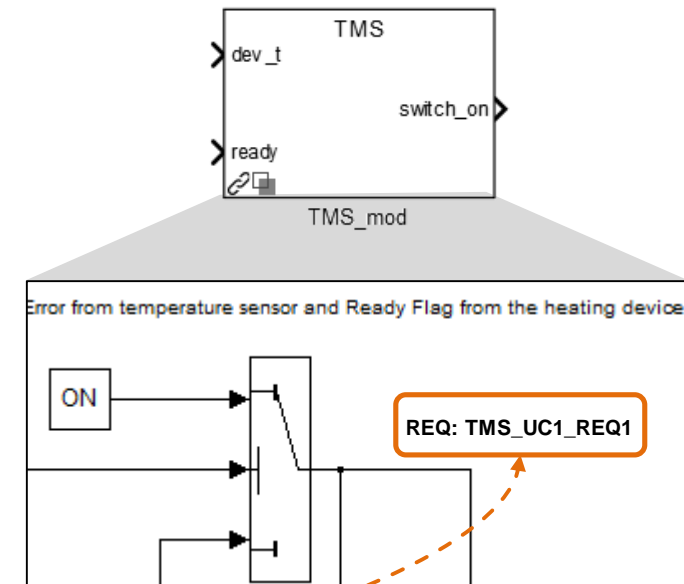 TMS
dev_t
switch_on
ready
TMS_mod
Error from temperature sensor and Ready Flag from the heating device
ON
REQ: TMS_UC1_REQ1